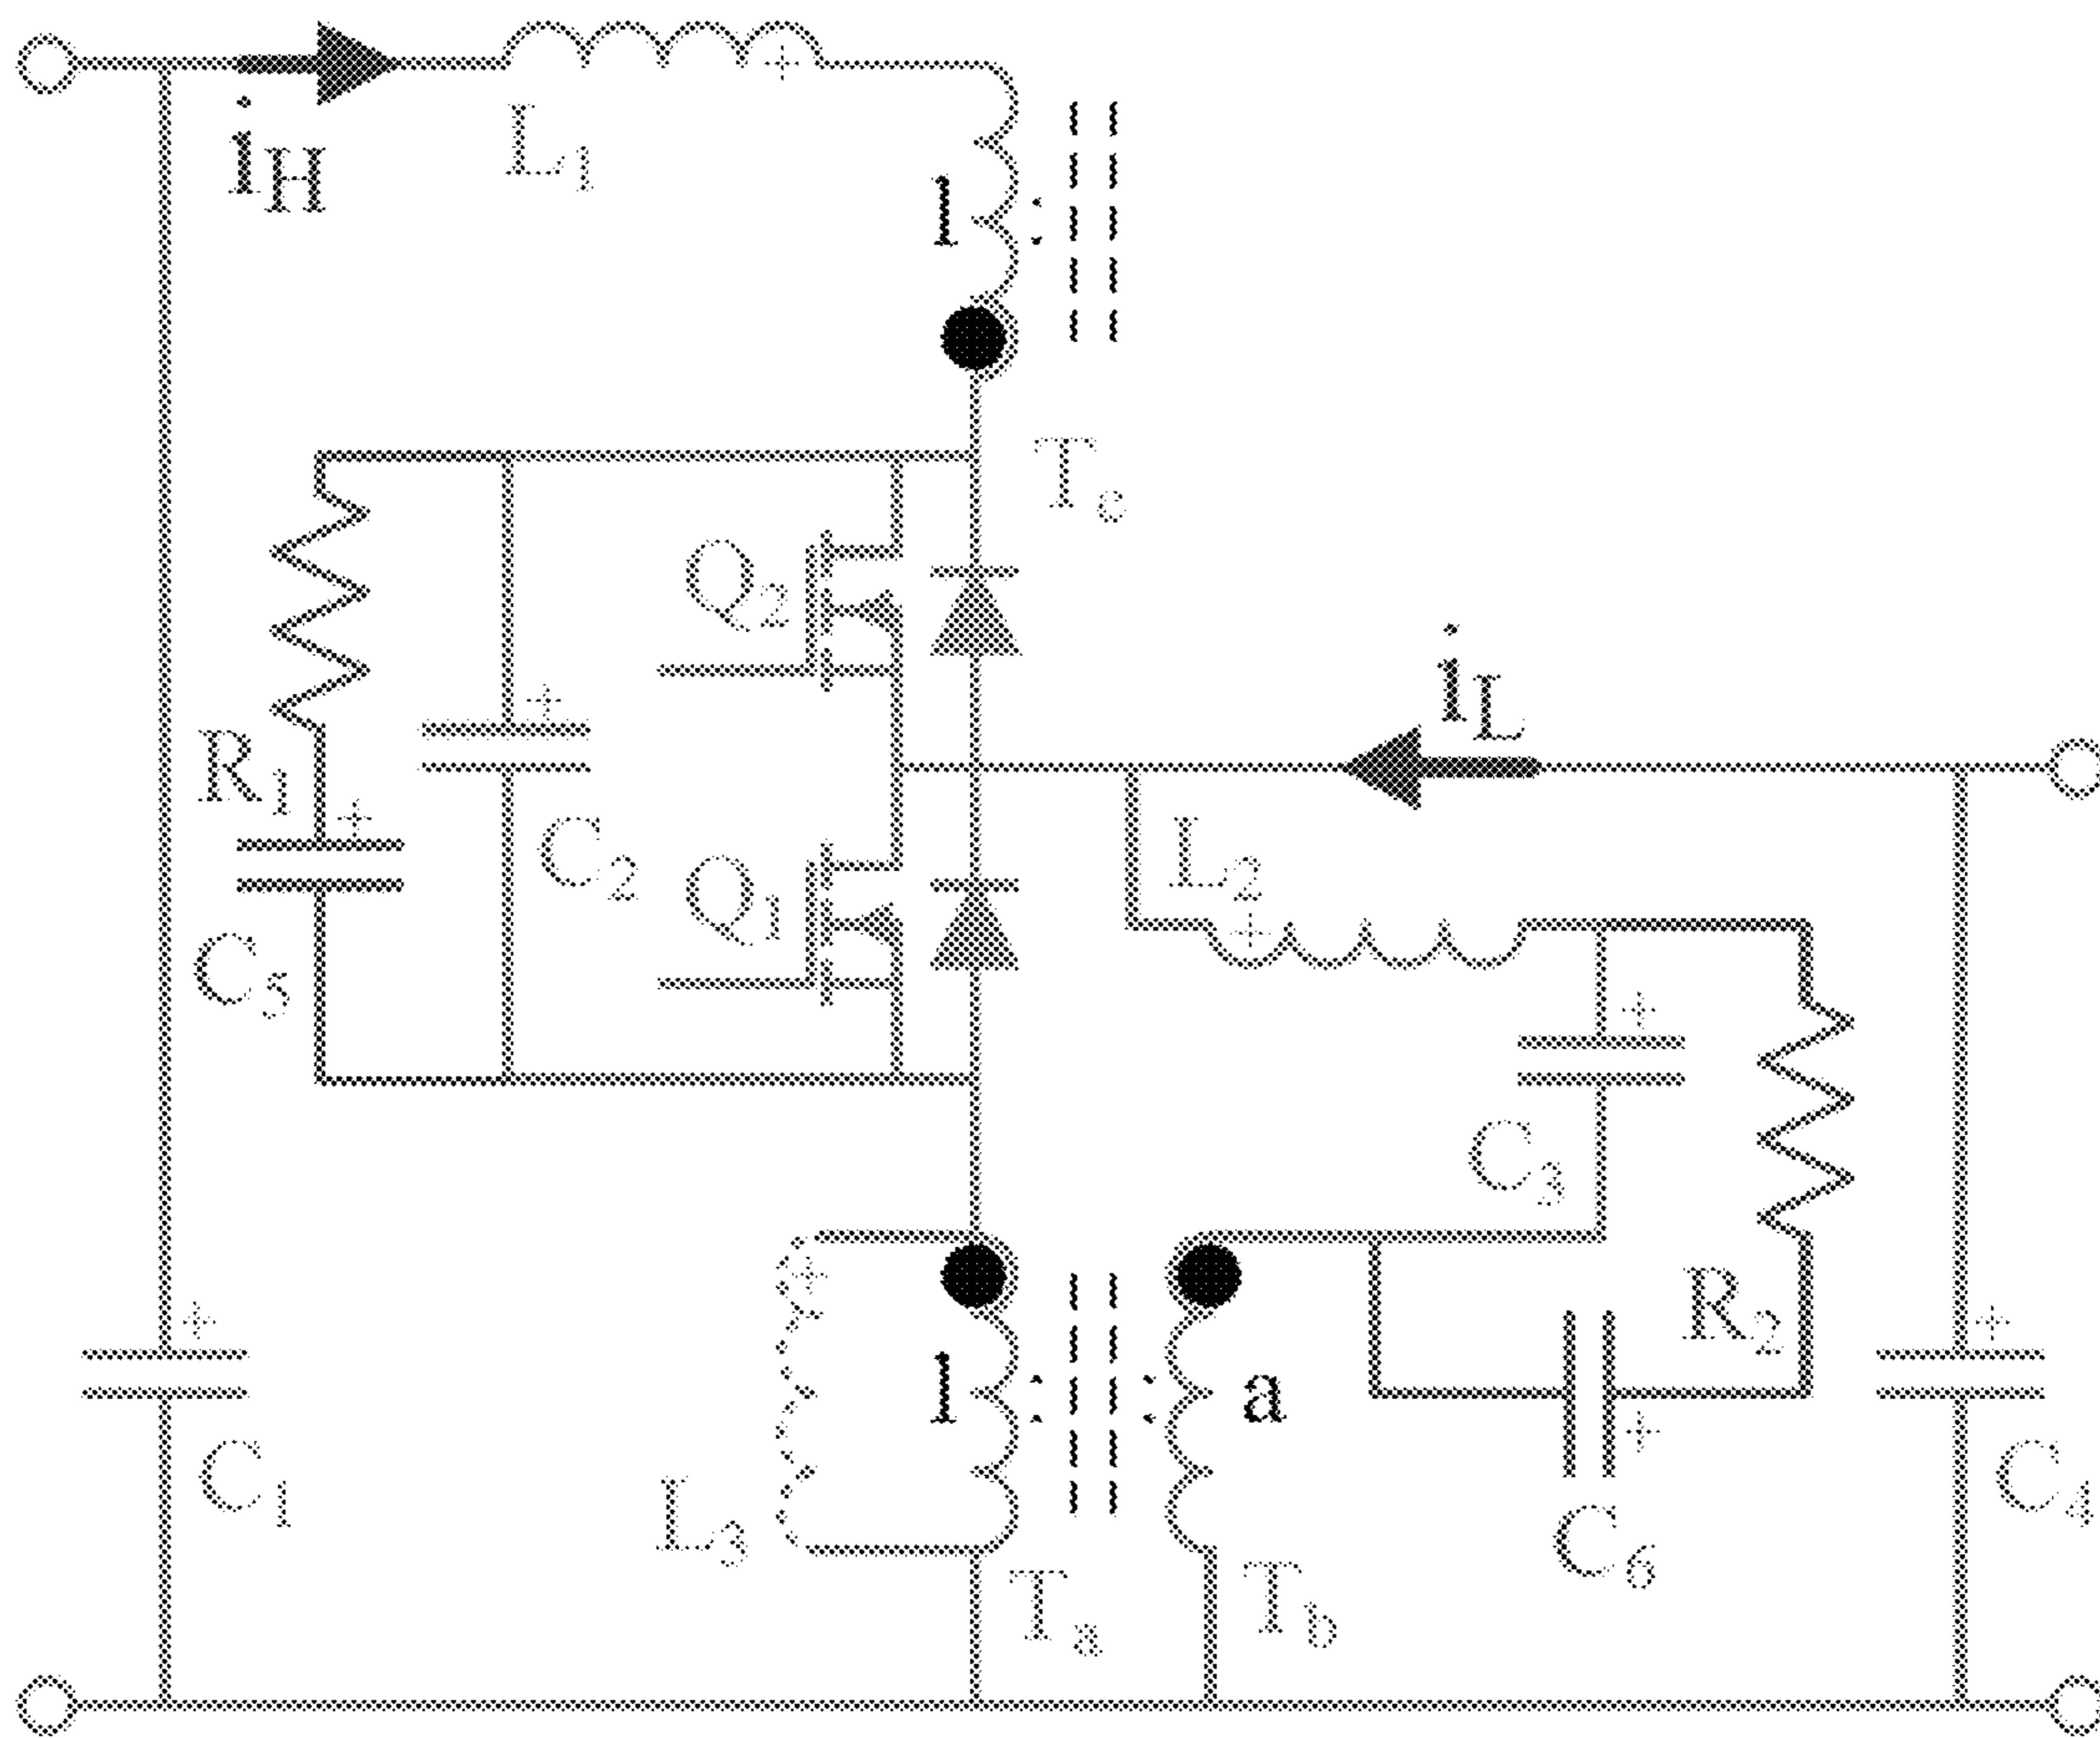 +
iH
L1
1 :
Tc
Q2
iL
+
R1
+
C2
L2
Q1
+
C5
+
C3
+
R2
+
+
1 : : a
+
C1
C4
L3
C6
Ta
Tb